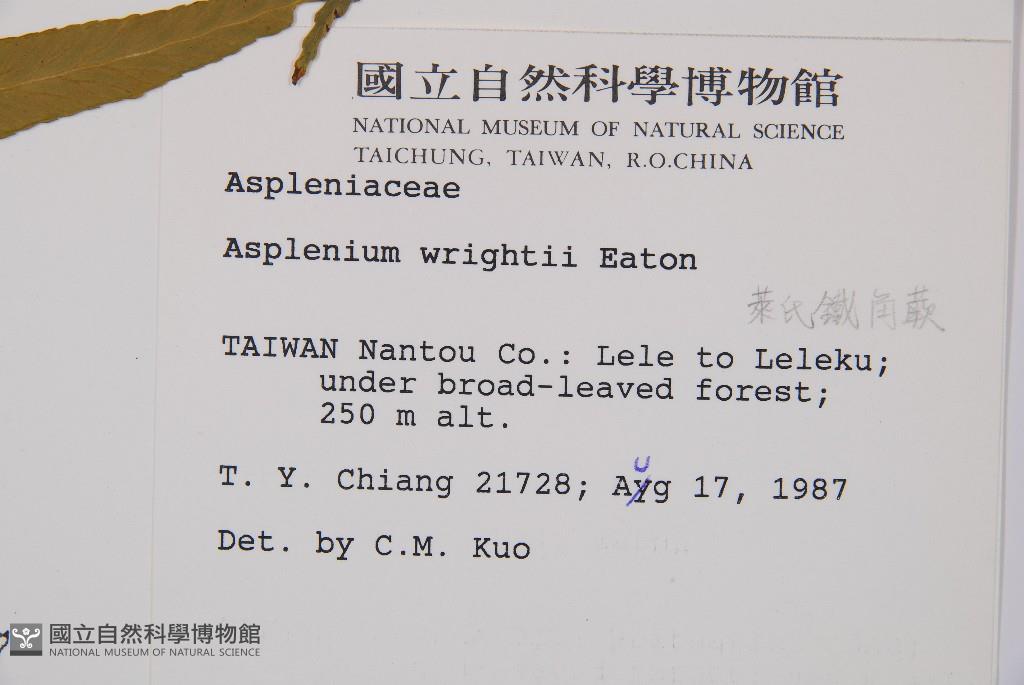 國立自然科學博物館
NATIONAL MUSEUM OF NATURAL SCIENCE
TAICHUNG, TAIWAN, R.O.CHINA
Aspleniaceae
Asplenium wrightii Eaton
萊氏鐵角蕨
TAIWAN Nantou Co.: Lele to Leleku;
under broad-leaved forest;
250 m alt.
T. Y. Chiang 21728; Aug 17, 1987
Det. by C.M. Kuo
國立自然科學博物館
NATIONAL MUSEUM OF NATURAL SCIENCE